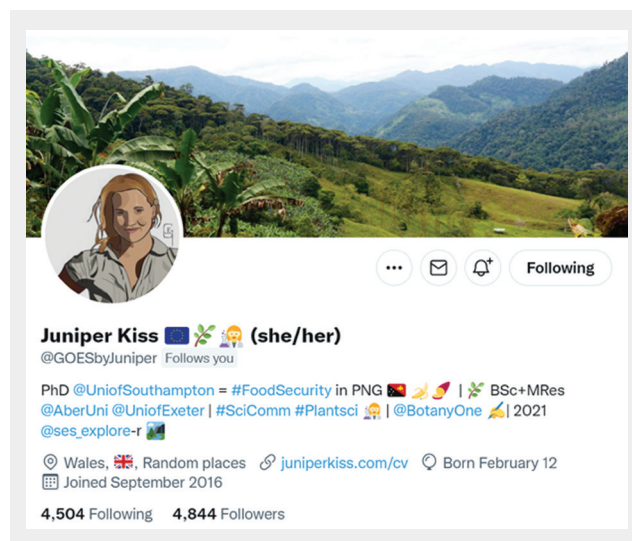 Following
Juniper Kiss 🇪🇺🌿👩‍🔬 (she/her)
@GOESbyJuniper Follows you
PhD @UniofSouthampton = #FoodSecurity in PNG 🇵🇬 🍌🍠 | 🌿 BSc+MRes
@AberUni @UniofExeter | #SciComm #Plantsci 👩‍🔬 | @BotanyOne ✍️| 2021
@ses_explore-r 🏞️
Wales, 🇬🇧, Random places juniperkiss.com/cv Born February 12
Joined September 2016
4,504 Following 4,844 Followers